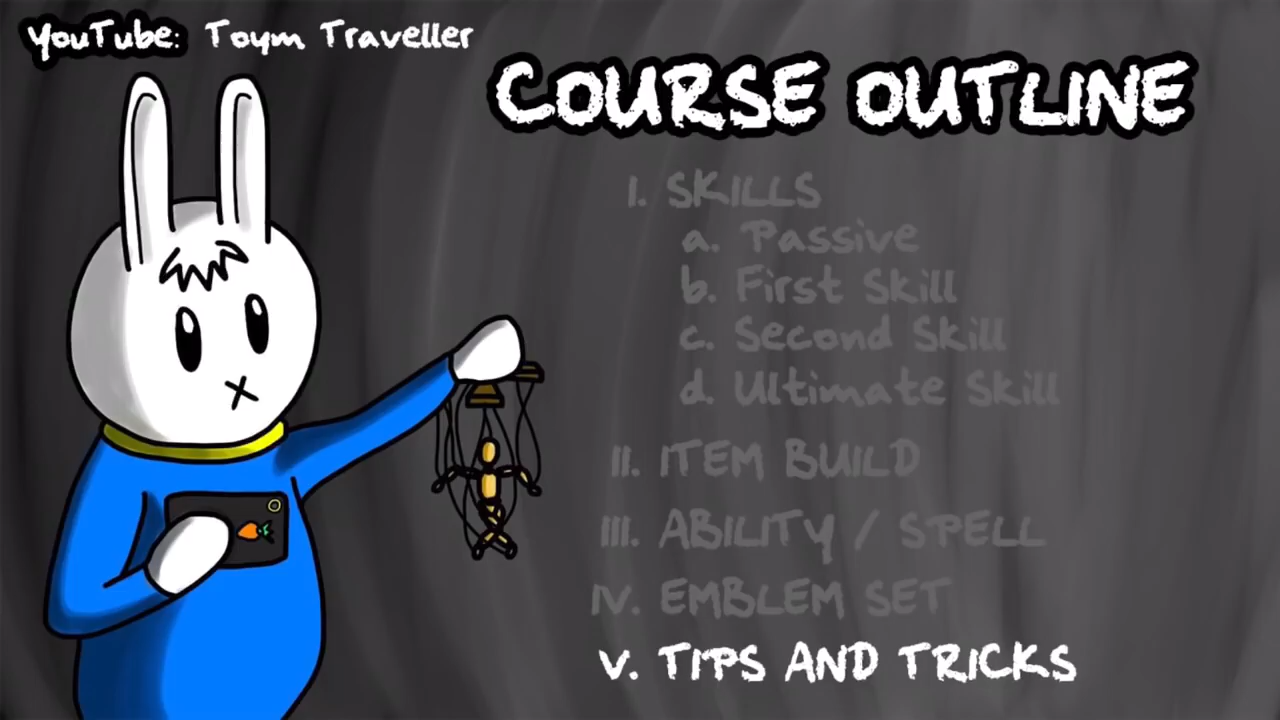 YouTube: Toym Traveller
COURSE OUTLINE
I. SKILLS
a. Passive
b. First Skill
c. Second Skill
d. Ultimate Skill
II. ITEM BUILD
III. ABILITY / SPELL
IV. EMBLEM SET
V. TIPS AND TRICKS